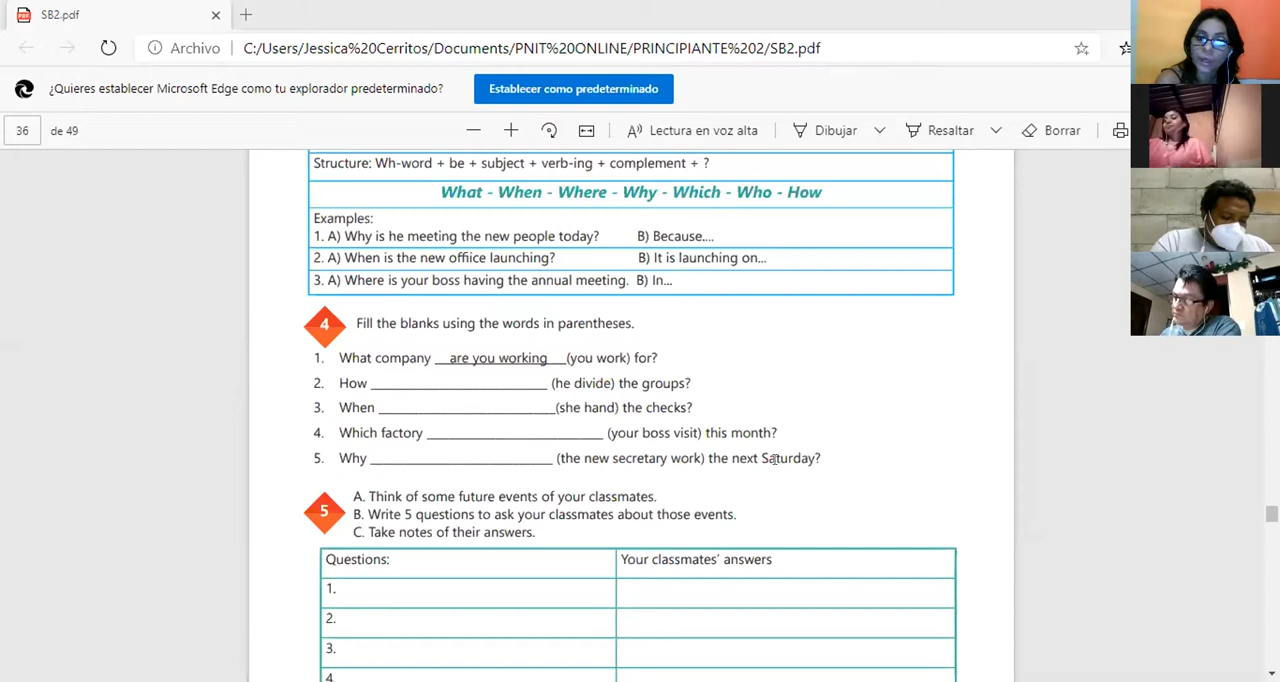 SB2.pdf
Archivo C:/Users/Jessica%20Cerritos/Documents/PNIT%20ONLINE/PRINCIPIANTE%202/SB2.pdf
¿Quieres establecer Microsoft Edge como tu explorador predeterminado? Establecer como predeterminado
36 de 49 Lectura en voz alta Dibujar Resaltar Borrar
Structure: Wh-word + be + subject + verb-ing + complement + ?
What - When - Where - Why - Which - Who - How
Examples:
1. A) Why is he meeting the new people today? B) Because....
2. A) When is the new office launching? B) It is launching on...
3. A) Where is your boss having the annual meeting. B) In...
4 Fill the blanks using the words in parentheses.
1. What company __are you working___(you work) for?
2. How ________________________ (he divide) the groups?
3. When ________________________(she hand) the checks?
4. Which factory ________________________ (your boss visit) this month?
5. Why _________________________ (the new secretary work) the next Saturday?
5 A. Think of some future events of your classmates.
B. Write 5 questions to ask your classmates about those events.
C. Take notes of their answers.
Questions: Your classmates' answers
1.
2.
3.
4.